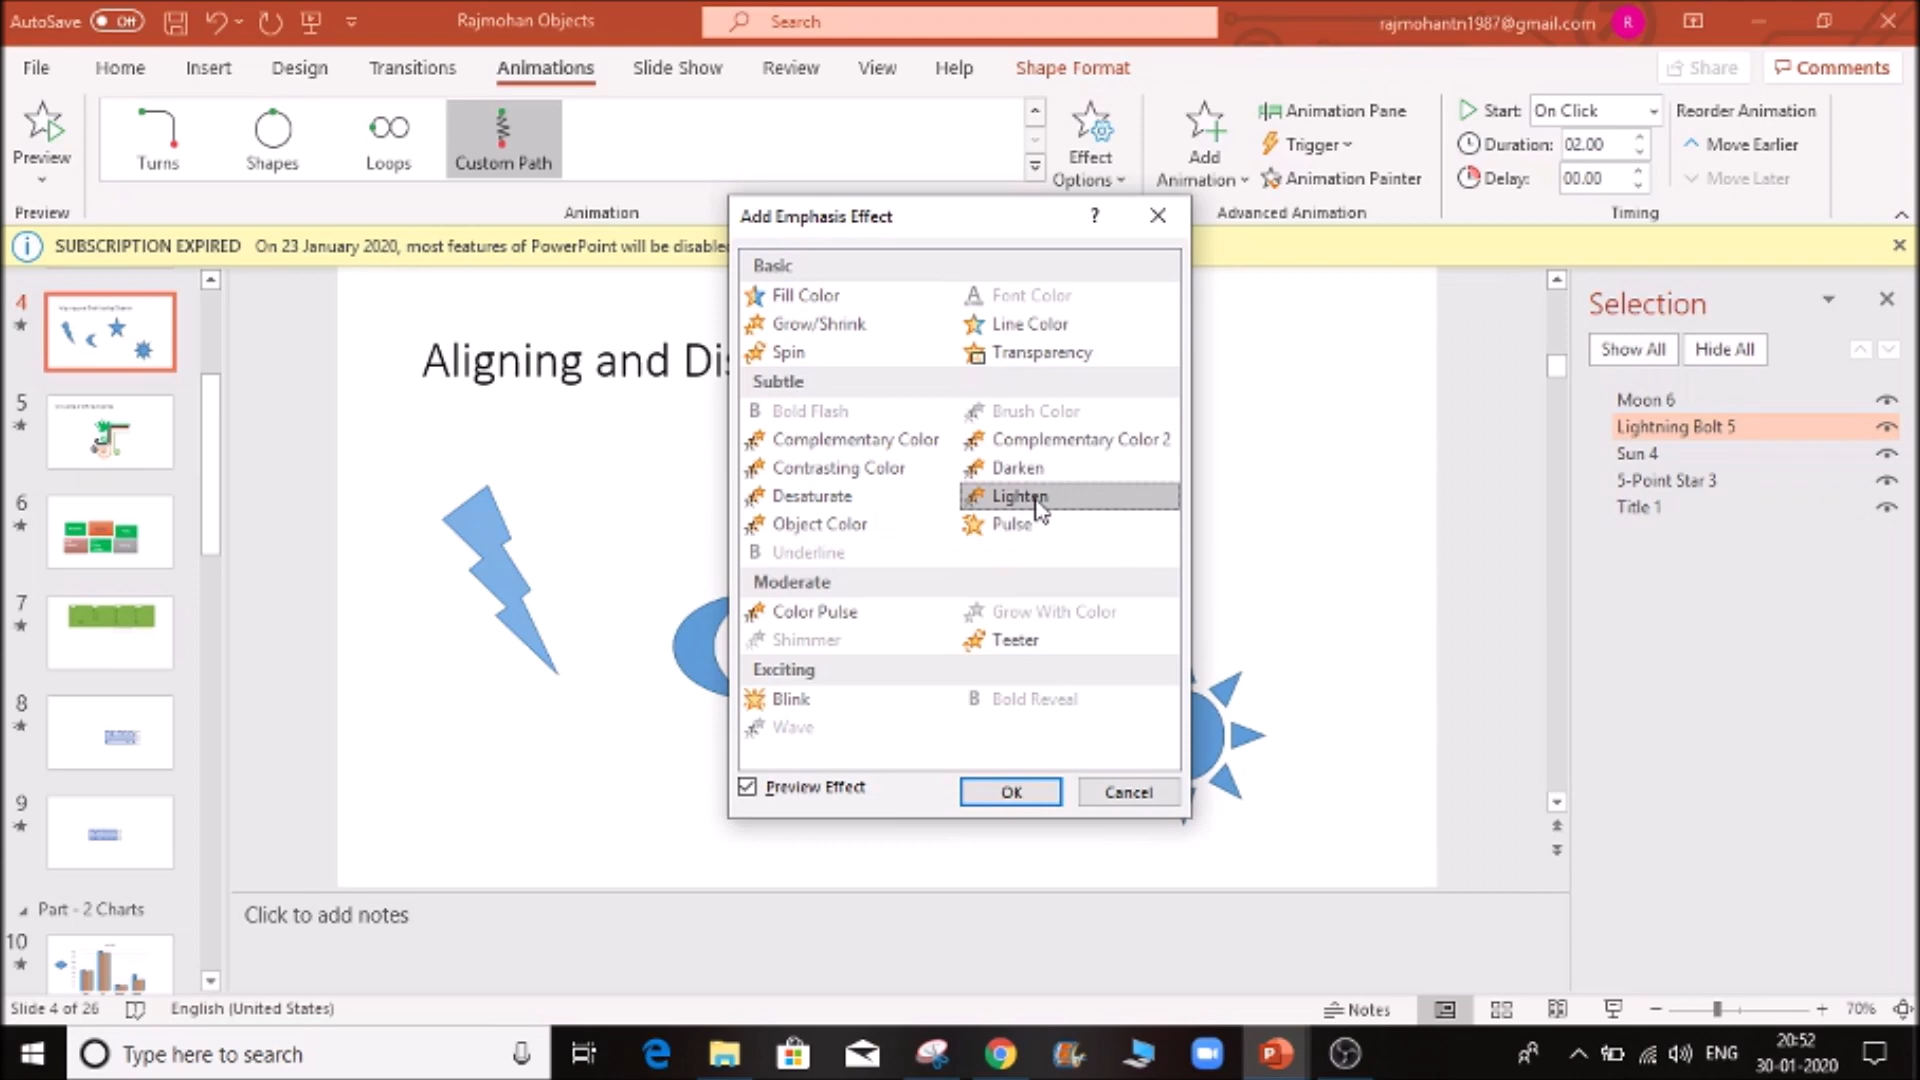 AutoSave Off Rajmohan Objects Search rajmohantn1987@gmail.com R
File Home Insert Design Transitions Animations Slide Show Review View Help Shape Format Share Comments
Preview Turns Shapes Loops Custom Path Effect Options Add Animation
Animation Pane
Trigger
Animation Painter
Start: On Click
Duration: 02.00
Delay: 00.00
Reorder Animation
Move Earlier
Move Later
Preview Animation Advanced Animation Timing
SUBSCRIPTION EXPIRED On 23 January 2020, most features of PowerPoint will be
Add Emphasis Effect ?
Basic
Fill Color Font Color
Grow/Shrink Line Color
Spin Transparency
Subtle
Bold Flash Brush Color
Complementary Color Complementary Color 2
Contrasting Color Darken
Desaturate Lighten
Object Color Pulse
Underline
Moderate
Color Pulse Grow With Color
Shimmer Teeter
Exciting
Blink Bold Reveal
Wave
Preview Effect OK Cancel
4
5
6
7
8
9
Part - 2 Charts
10
Aligning and Di
Click to add notes
Selection
Show All Hide All
Moon 6
Lightning Bolt 5
Sun 4
5-Point Star 3
Title 1
Slide 4 of 26 English (United States) Notes 70%
Type here to search ENG 20:52
30-01-2020